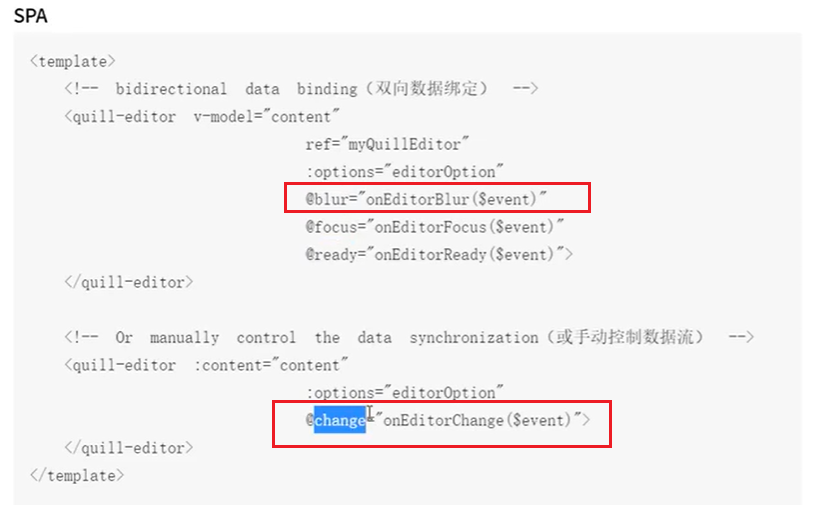 SPA
<template>
<!-- bidirectional data binding（双向数据绑定） -->
<quill-editor v-model="content"
ref="myQuillEditor"
:options="editorOption"
@blur="onEditorBlur($event)"
@focus="onEditorFocus($event)"
@ready="onEditorReady($event)">
</quill-editor>
<!-- Or manually control the data synchronization（或手动控制数据流） -->
<quill-editor :content="content"
:options="editorOption"
@change="onEditorChange($event)">
</quill-editor>
</template>